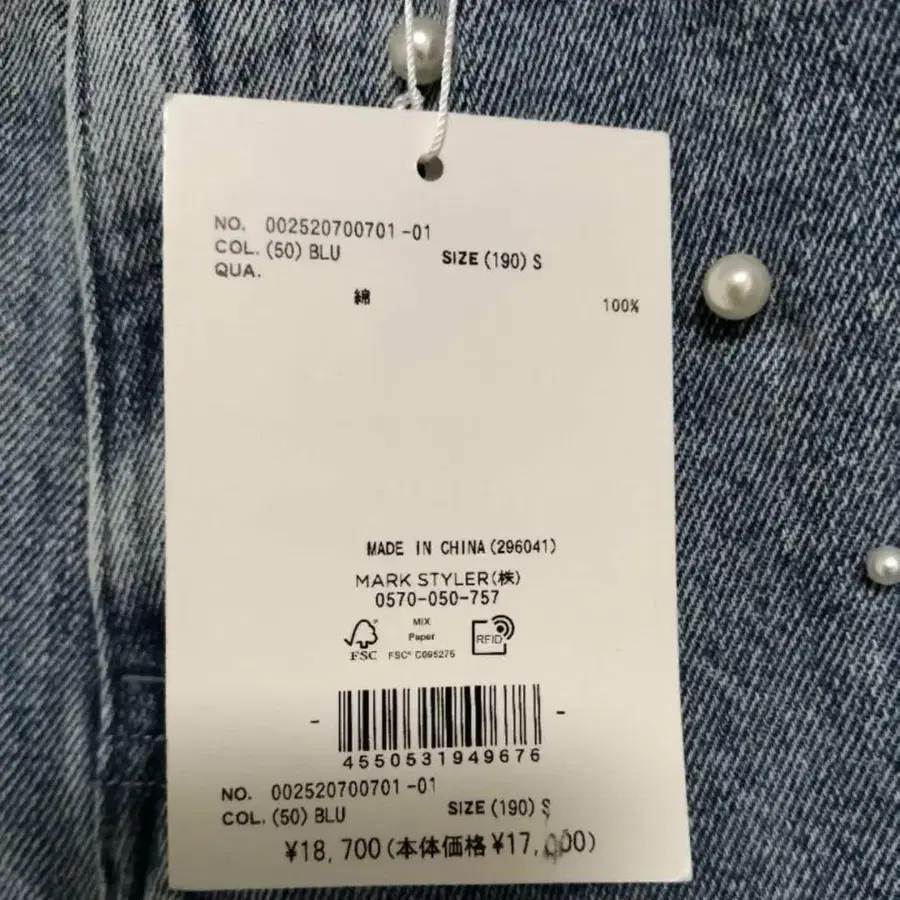 NO. 002520700701-01
COL. (50) BLU SIZE (190) S
QUA.
綿 100%
MADE IN CHINA (296041)
MARK STYLER(株)
0570-050-757
FSC
MIX
Paper
FSC® C095275
RFID
4550531949676
NO. 002520700701-01
COL. (50) BLU SIZE (190) S
¥18,700(本体価格¥17,000)